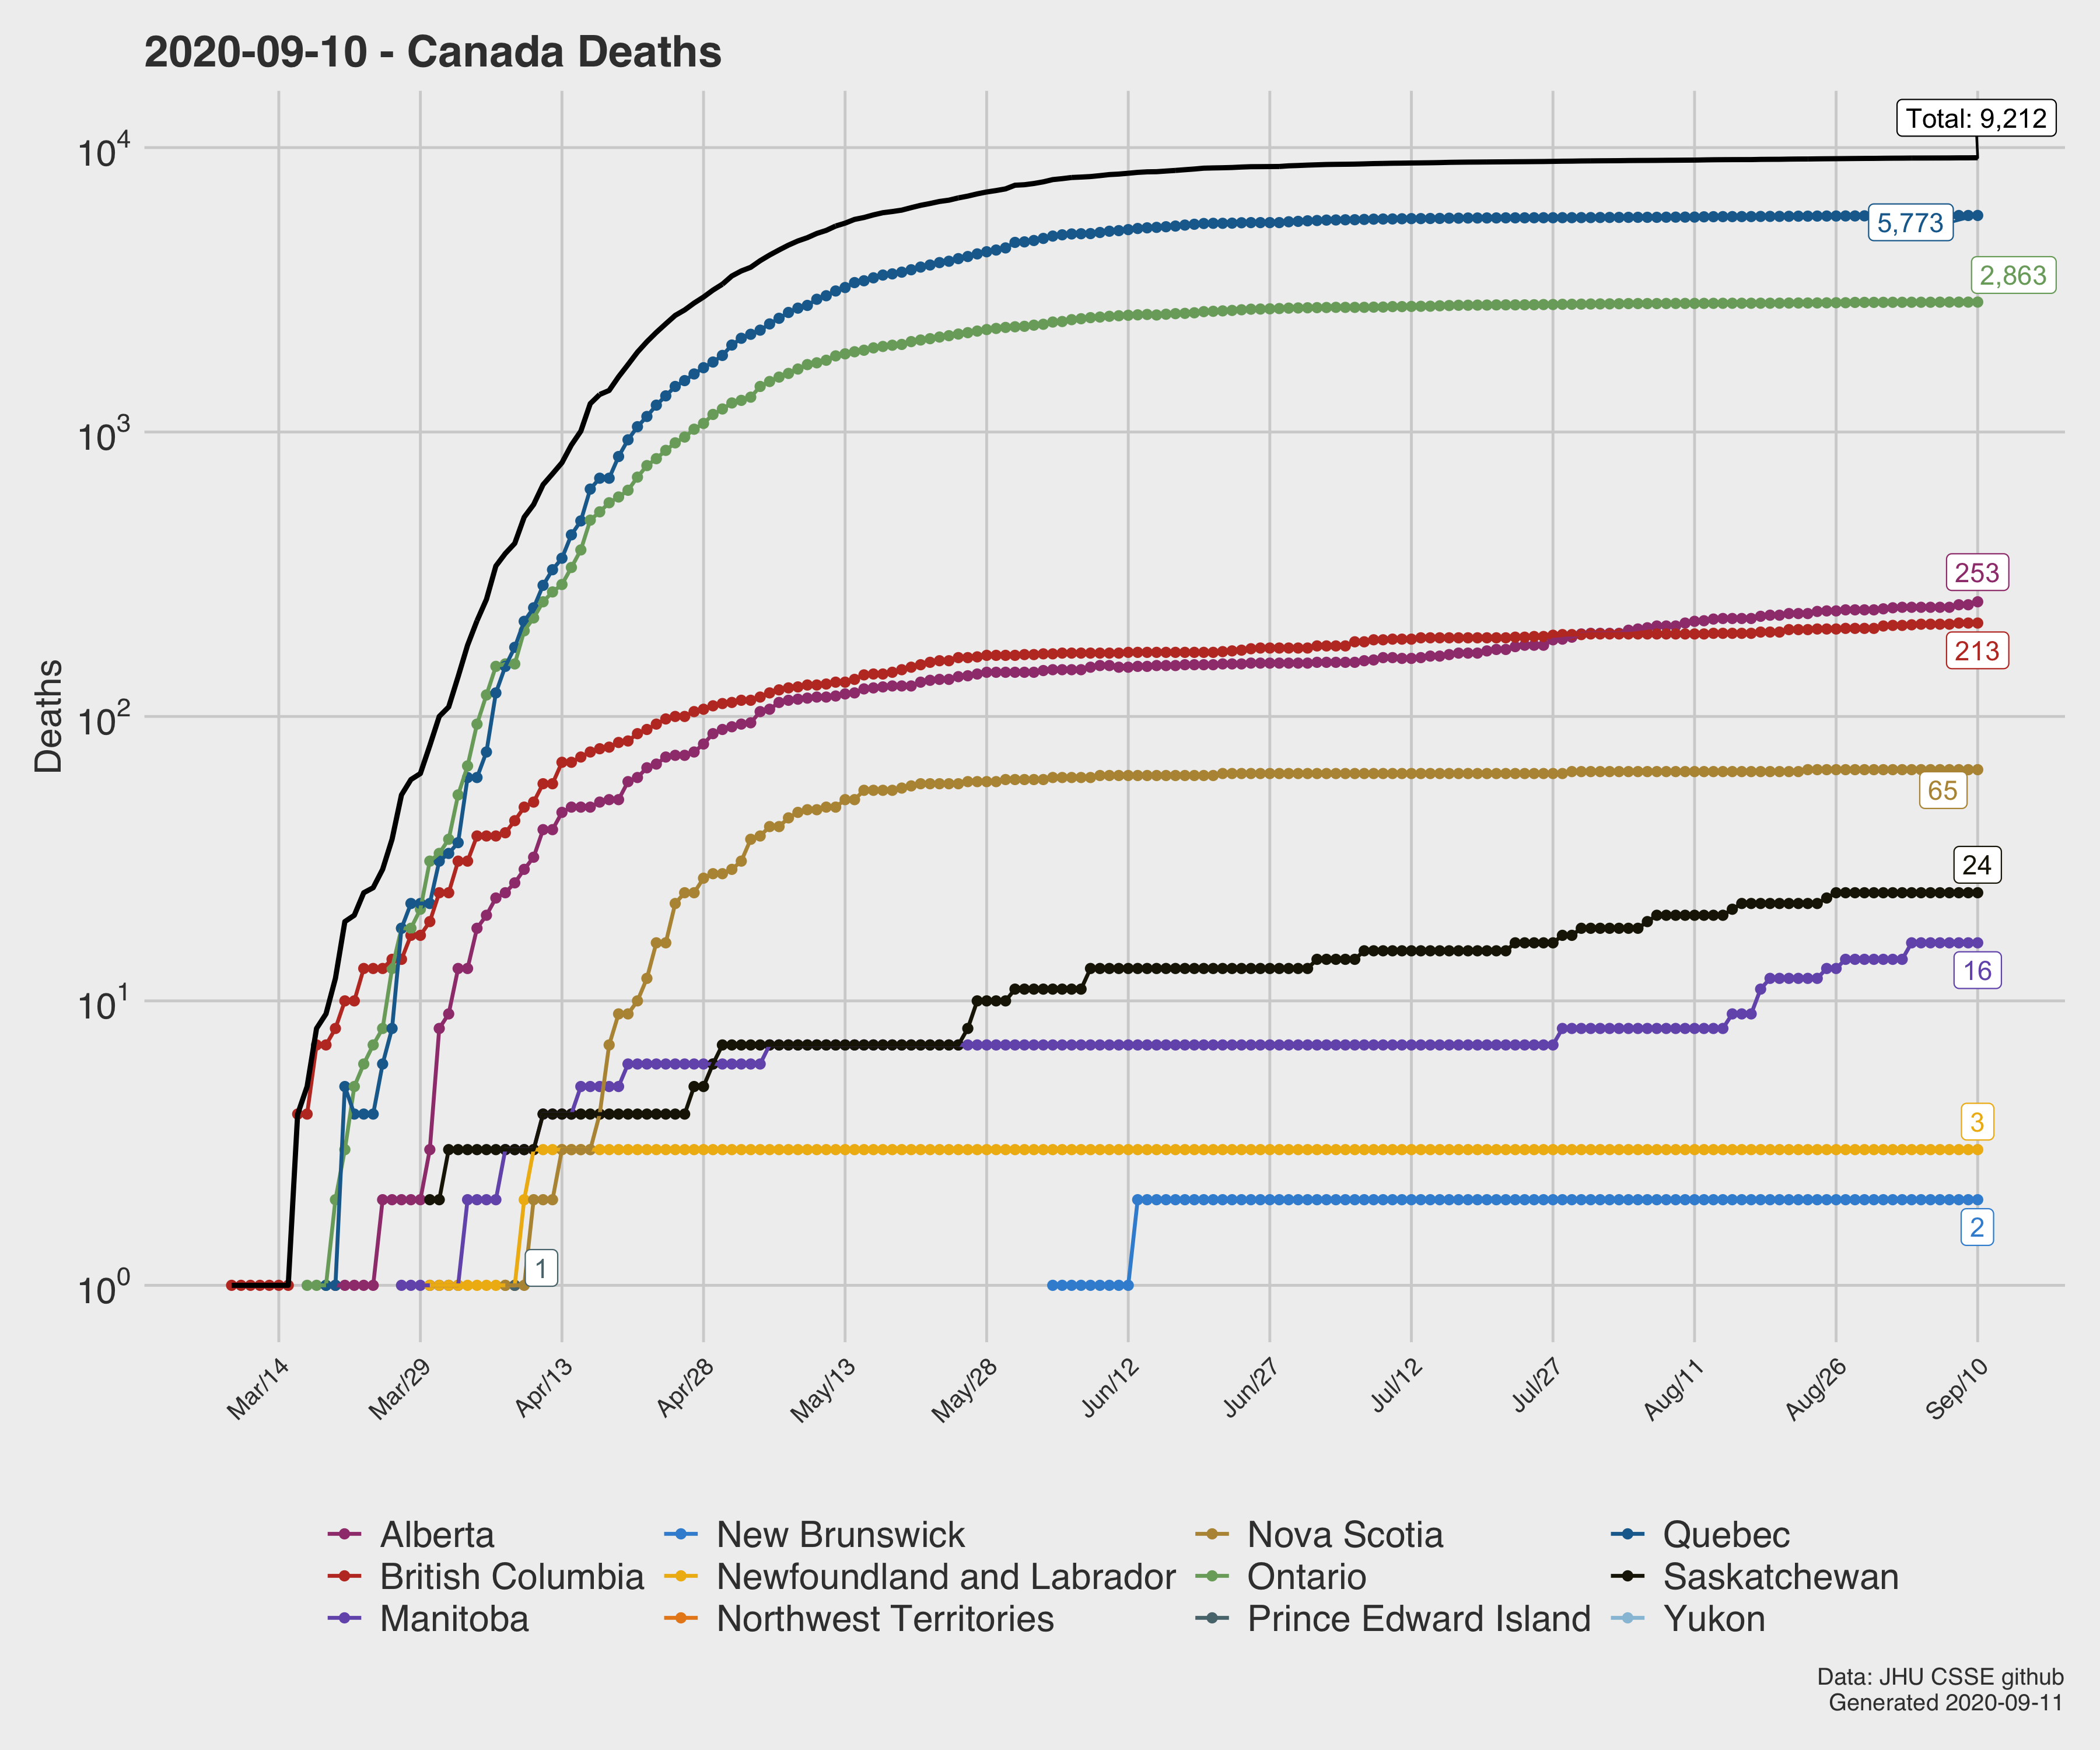 2020-09-10 - Canada Deaths
Total: 9,212
10^4
5,773
2,863
10^3
253
213
10^2
65
24
16
10^1
3
2
1
10^0
Deaths
Mar/14 Mar/29 Apr/13 Apr/28 May/13 May/28 Jun/12 Jun/27 Jul/12 Jul/27 Aug/11 Aug/26 Sep/10
Alberta New Brunswick Nova Scotia Quebec
British Columbia Newfoundland and Labrador Ontario Saskatchewan
Manitoba Northwest Territories Prince Edward Island Yukon
Data: JHU CSSE github
Generated 2020-09-11